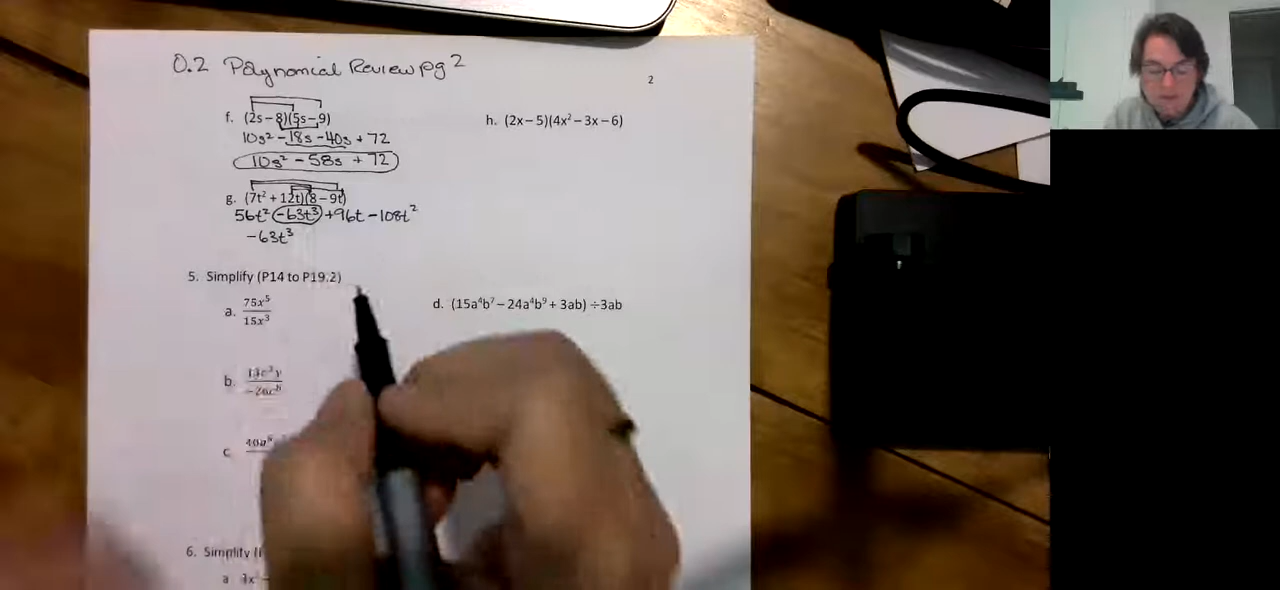 0.2 Polynomial Review pg 2
2
f. (2s – 8)(5s – 9)
10s² - 18s - 40s + 72
10s² - 58s + 72
g. (7t² + 12t)(8 – 9t)
56t² - 63t³ + 96t - 108t²
- 63t³
h. (2x – 5)(4x² – 3x – 6)
5. Simplify (P14 to P19.2)
a. 75x⁵
15x³
b. 13c³y
-26c⁸
c.
d. (15a⁴b⁷ – 24a⁴b⁹ + 3ab) ÷3ab
6. Simplify
a